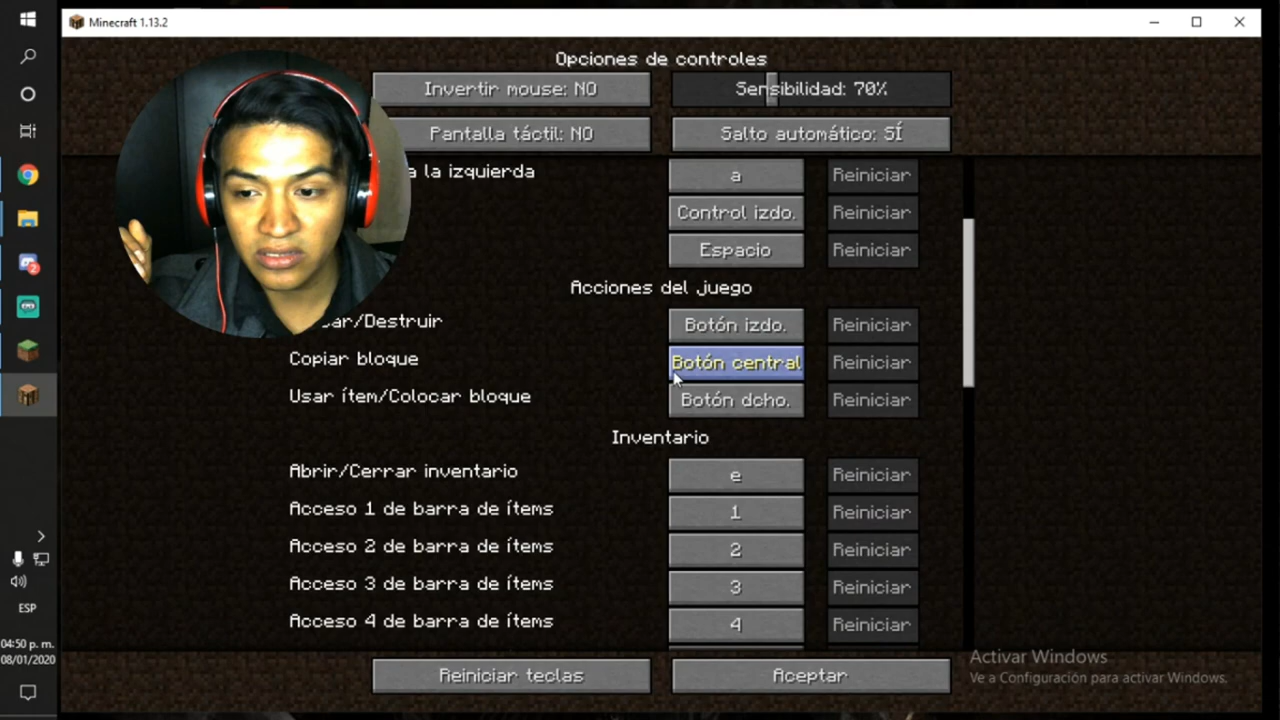 Minecraft 1.13.2
Opciones de controles
Invertir mouse: NO
Sensibilidad: 70%
Pantalla táctil: NO
Salto automático: SÍ
a la izquierda
a
Reiniciar
Control izdo.
Reiniciar
Espacio
Reiniciar
Acciones del juego
ar/Destruir
Botón izdo.
Reiniciar
Copiar bloque
Botón central
Reiniciar
Usar ítem/Colocar bloque
Botón dcho.
Reiniciar
Inventario
Abrir/Cerrar inventario
e
Reiniciar
Acceso 1 de barra de ítems
1
Reiniciar
Acceso 2 de barra de ítems
2
Reiniciar
Acceso 3 de barra de ítems
3
Reiniciar
Acceso 4 de barra de ítems
4
Reiniciar
Reiniciar teclas
Aceptar
Activar Windows
Ve a Configuración para activar Windows.
2
ESP
04:50 p. m.
08/01/2020